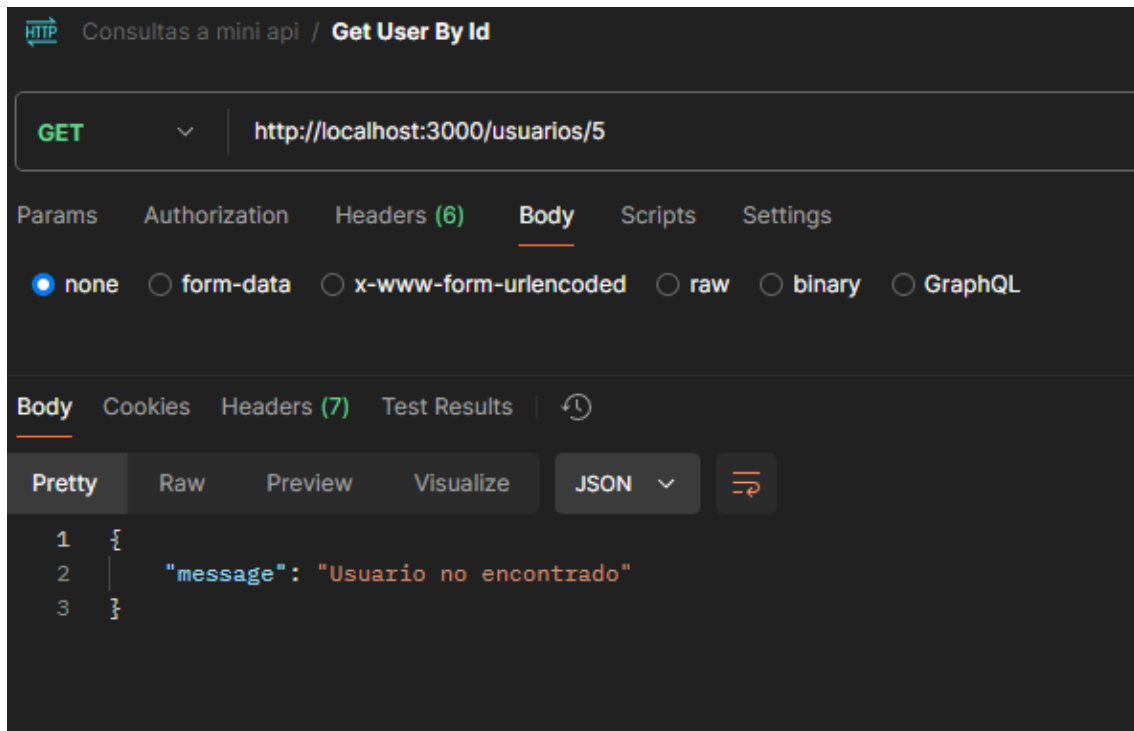 HTTP Consultas a mini api / Get User By Id
GET http://localhost:3000/usuarios/5
Params Authorization Headers (6) Body Scripts Settings
none form-data x-www-form-urlencoded raw binary GraphQL
Body Cookies Headers (7) Test Results
Pretty Raw Preview Visualize JSON
1 {
2 "message": "Usuario no encontrado"
3 }